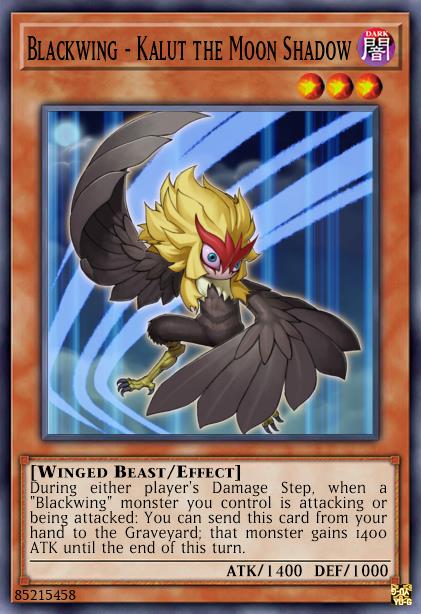 Blackwing - Kalut the Moon Shadow
DARK
闇
[Winged Beast/Effect]
During either player's Damage Step, when a
"Blackwing" monster you control is attacking or
being attacked: You can send this card from your
hand to the Graveyard; that monster gains 1400
ATK until the end of this turn.
ATK/1400 DEF/1000
85215458